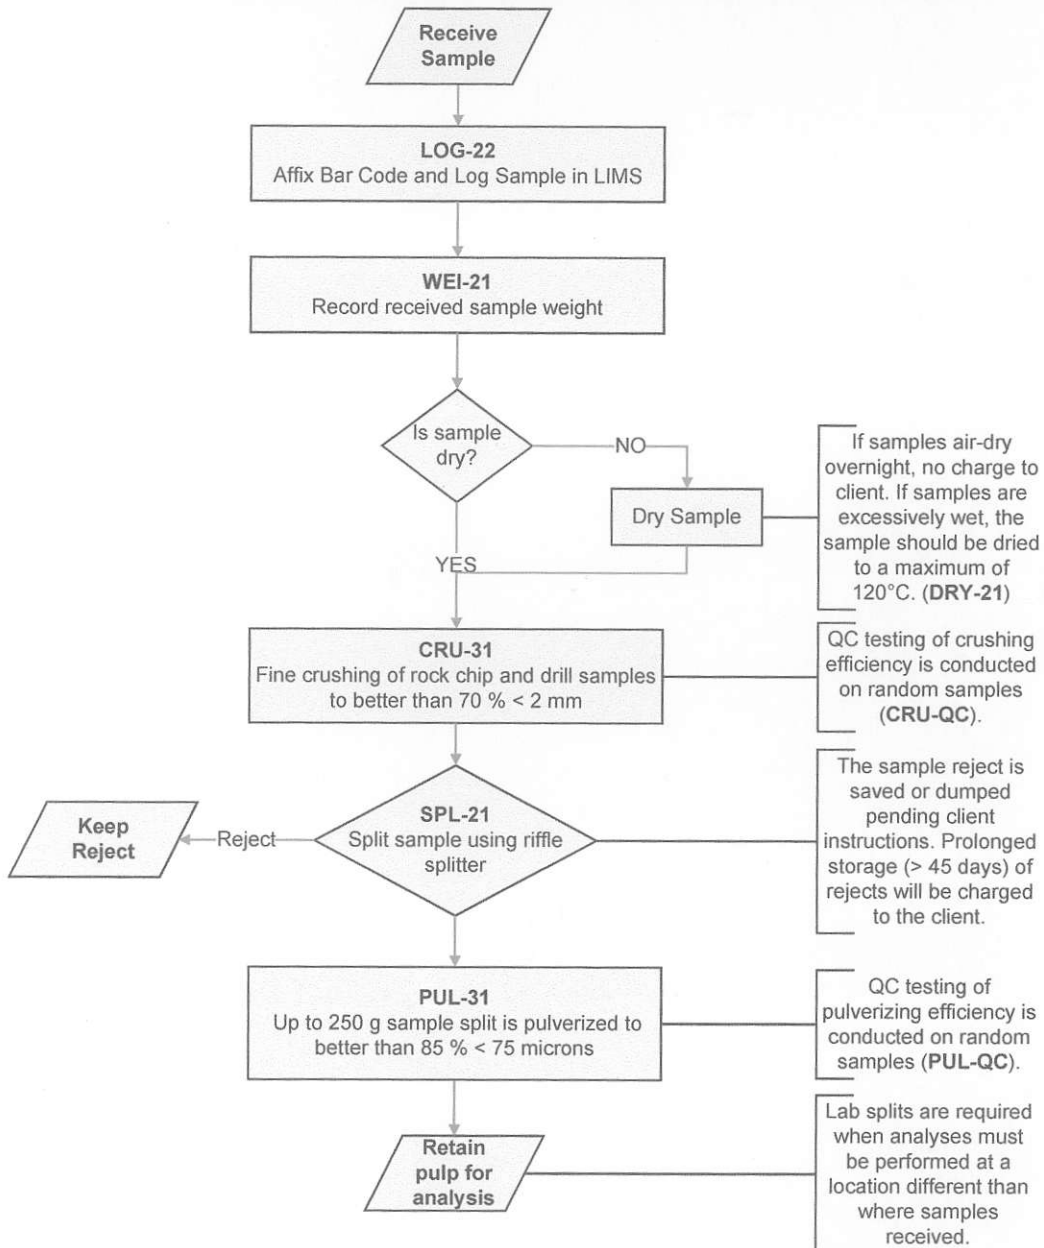 Receive
Sample
LOG-22
Affix Bar Code and Log Sample in LIMS
WEI-21
Record received sample weight
Is sample
dry?
NO
Dry Sample
If samples air-dry
overnight, no charge to
client. If samples are
excessively wet, the
sample should be dried
to a maximum of
120°C. (DRY-21)
YES
CRU-31
Fine crushing of rock chip and drill samples
to better than 70 % < 2 mm
QC testing of crushing
efficiency is conducted
on random samples
(CRU-QC).
SPL-21
Split sample using riffle
splitter
Reject
Keep
Reject
The sample reject is
saved or dumped
pending client
instructions. Prolonged
storage (> 45 days) of
rejects will be charged
to the client.
PUL-31
Up to 250 g sample split is pulverized to
better than 85 % < 75 microns
QC testing of
pulverizing efficiency is
conducted on random
samples (PUL-QC).
Retain
pulp for
analysis
Lab splits are required
when analyses must
be performed at a
location different than
where samples
received.